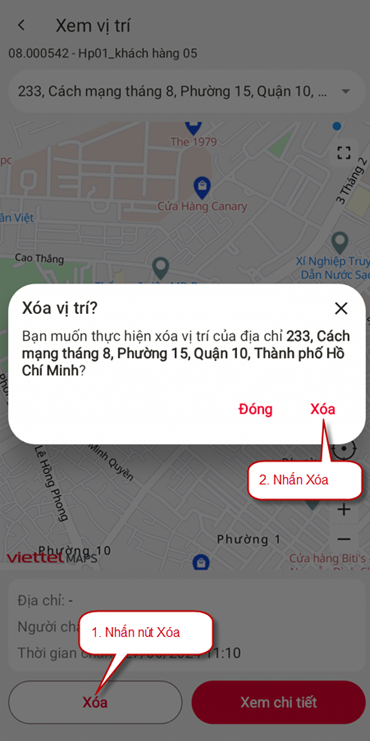 Xem vị trí
08.000542 - Hp01_khách hàng 05
233, Cách mạng tháng 8, Phường 15, Quận 10, ...
The 1979
pc
Cửa Hàng Canary
3 Tháng 2
ăn Việt
Cao Thắng
Xí Nghiệp Truy
Dẫn Nước Sạ
Xóa vị trí?
Bạn muốn thực hiện xóa vị trí của địa chỉ 233, Cách
mạng tháng 8, Phường 15, Quận 10, Thành phố Hồ
Chí Minh?
Đóng
Xóa
Minh Quyền
Lê Hồng Phong
2. Nhấn Xóa
Phường 1
Phường 10
viettel MAPS
Cửa hàng Biti's
Địa chỉ: -
Người ch
1. Nhấn nút Xóa
Thời gian
11:10
Xóa
Xem chi tiết